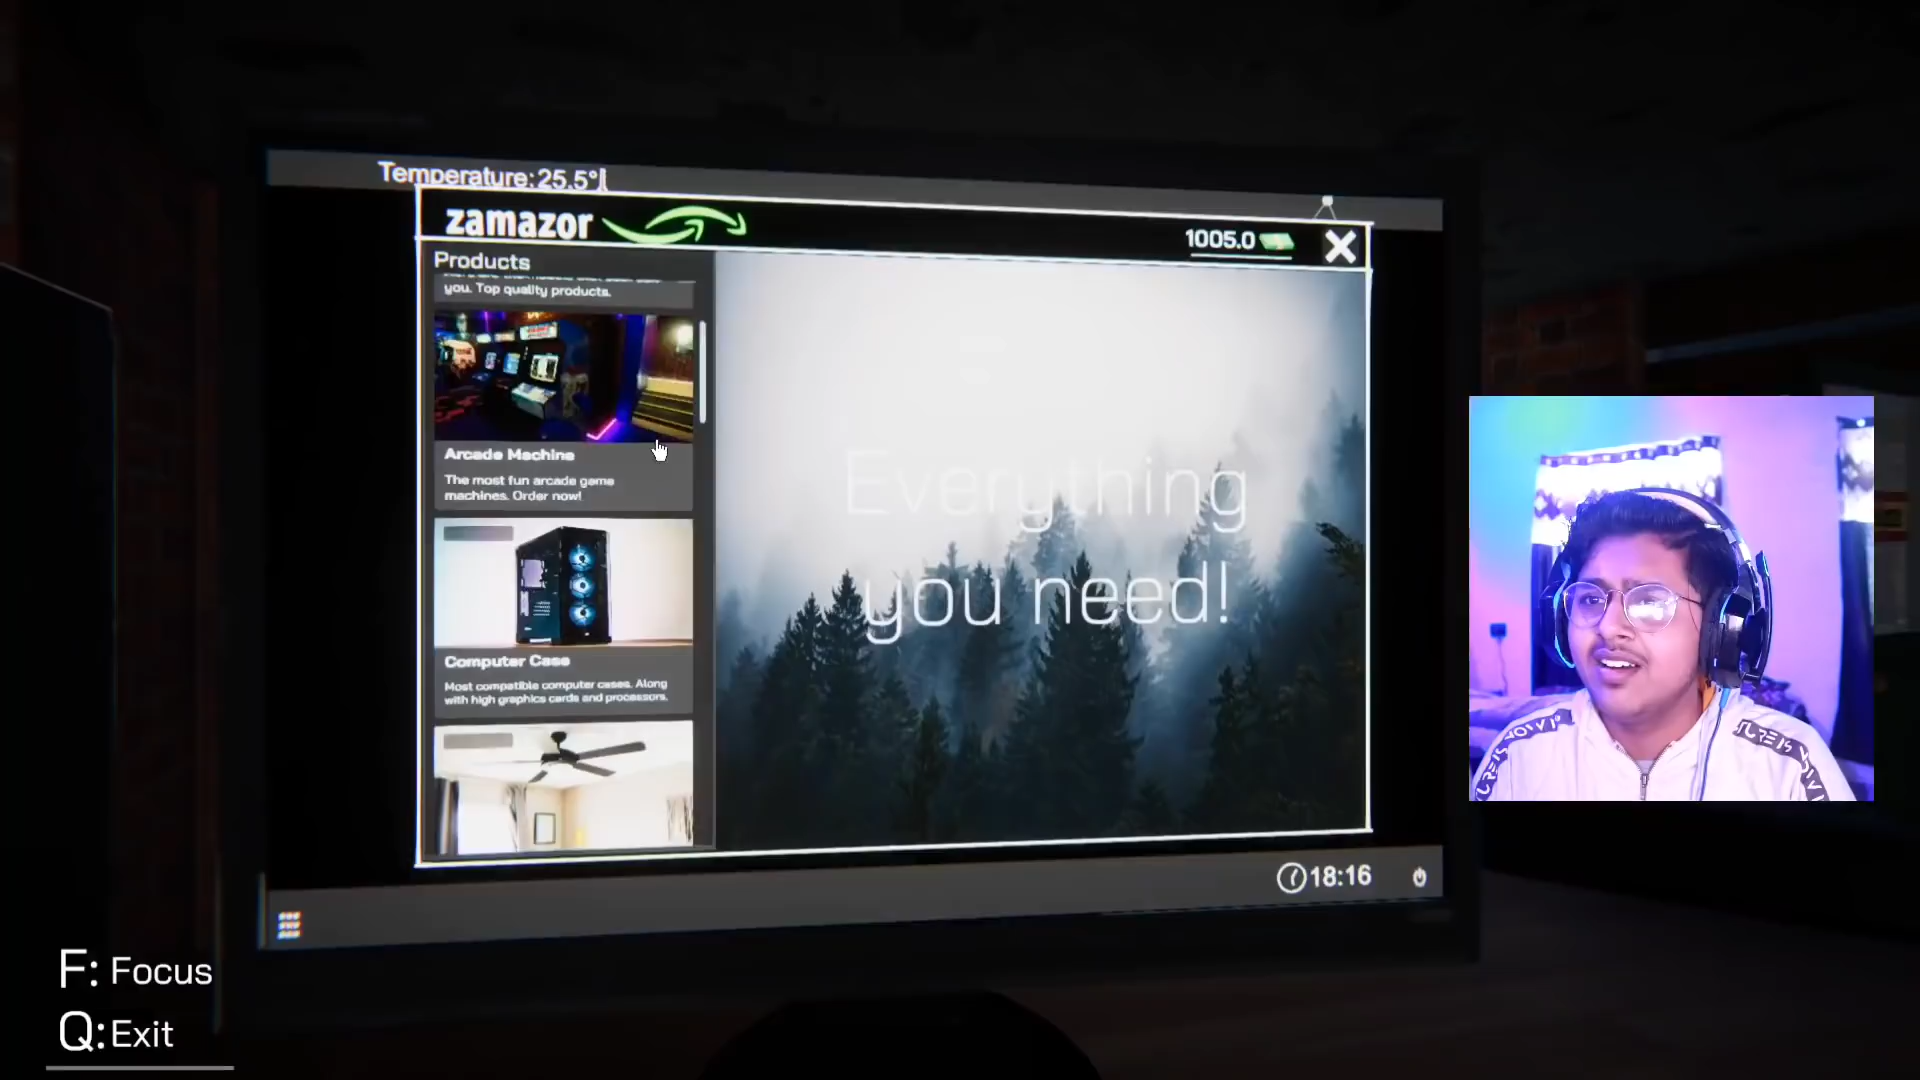 Temperature: 25.5°
zamazor
1005.0
Products
you. Top quality products.
Arcade Machine
The most fun arcade game
machines. Order now!
Computer Case
Most compatible computer cases. Along
with high graphics cards and processors.
Everything
you need!
18:16
F: Focus
Q: Exit